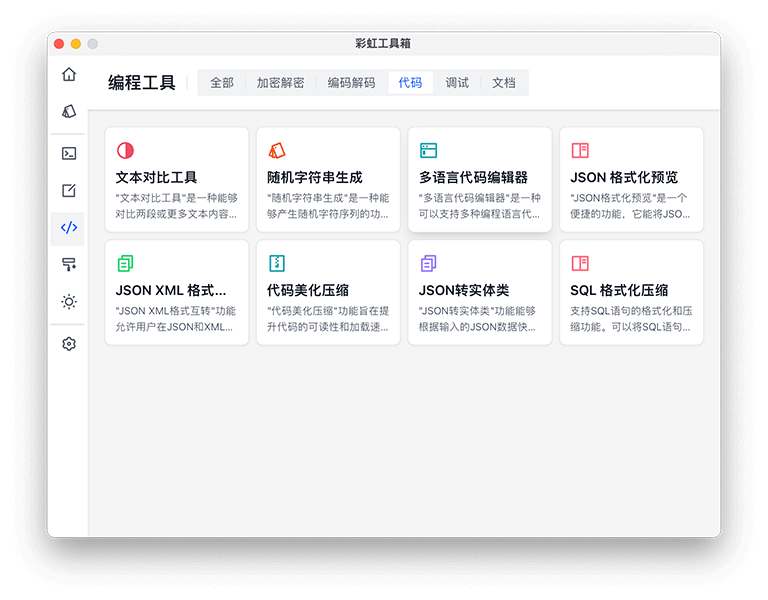 彩虹工具箱
编程工具
全部 加密解密 编码解码 代码 调试 文档
文本对比工具
"文本对比工具"是一种能够
对比两段或更多文本内容...
随机字符串生成
"随机字符串生成"是一种能
够产生随机字符序列的功...
多语言代码编辑器
"多语言代码编辑器"是一种
可以支持多种编程语言代...
JSON 格式化预览
"JSON格式化预览"是一个
便捷的功能，它能将JSO...
JSON XML 格式...
"JSON XML格式互转"功能
允许用户在JSON和XML...
代码美化压缩
"代码美化压缩"功能旨在提
升代码的可读性和加载速...
JSON转实体类
"JSON转实体类"功能能够
根据输入的JSON数据快...
SQL 格式化压缩
支持SQL语句的格式化和压
缩功能。可以将SQL语句...